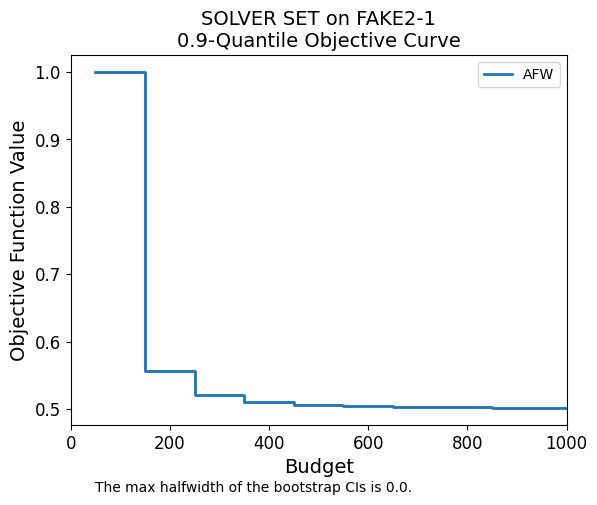 SOLVER SET on FAKE2-1
0.9-Quantile Objective Curve
AFW
Objective Function Value
1.0
0.9
0.8
0.7
0.6
0.5
0
200
400
600
800
1000
Budget
The max halfwidth of the bootstrap CIs is 0.0.